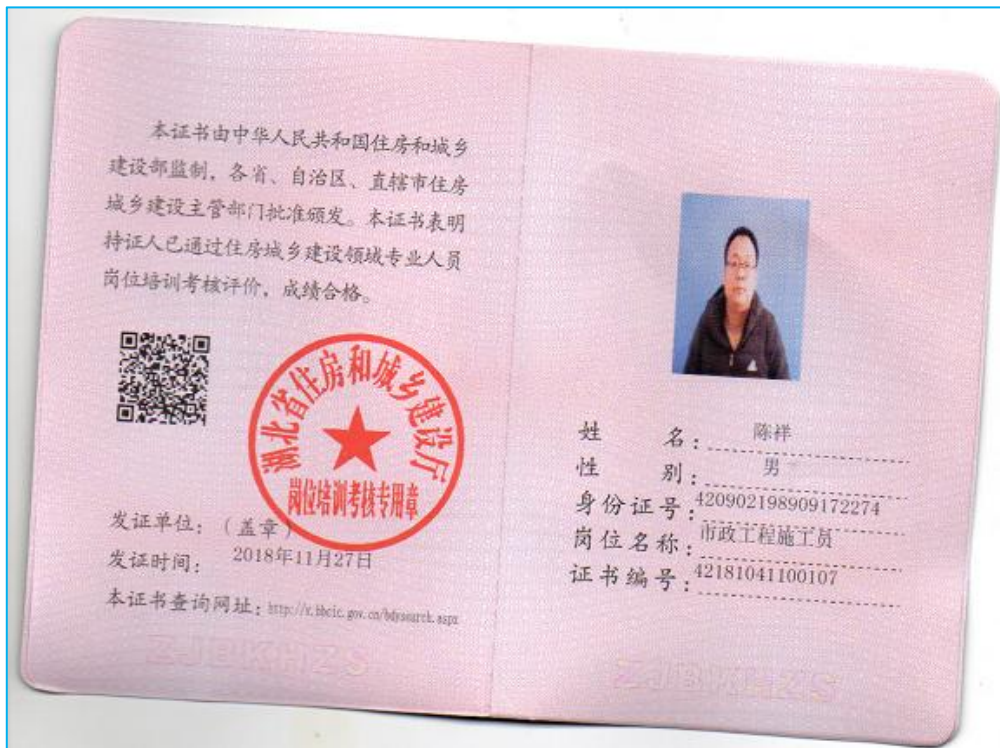 本证书由中华人民共和国住房和城乡
建设部监制，各省、自治区、直辖市住房
城乡建设主管部门批准颁发。本证书表明
持证人已通过住房城乡建设领域专业人员
岗位培训考核评价，成绩合格。
湖北省住房和城乡建设厅
岗位培训考核专用章
发证单位：（盖章）
发证时间： 2018年11月27日
本证书查询网址：
ZJBKHZS
姓 名：陈祥
性 别：男
身份证号：420902198909172274
岗位名称：市政工程施工员
证书编号：42181041100107
ZJBKHZS